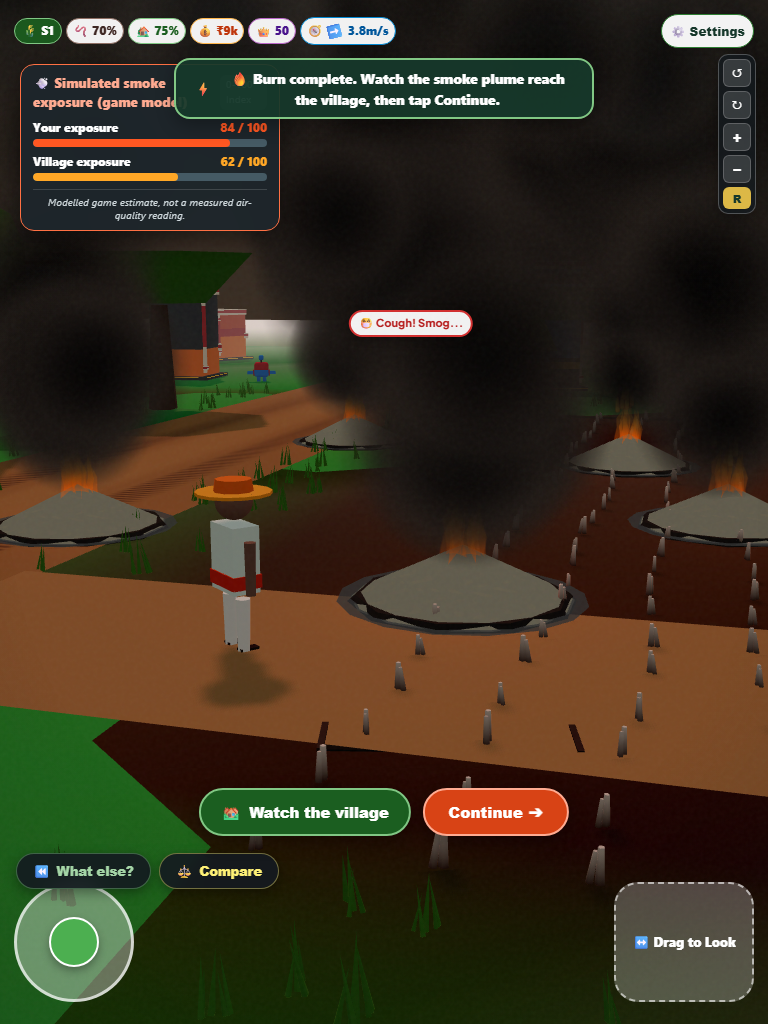 S1
70%
75%
₹9k
50
3.8m/s
Settings
Simulated smoke
exposure (game model)
Burn complete. Watch the smoke plume reach
the village, then tap Continue.
Your exposure
84 / 100
Village exposure
62 / 100
Modelled game estimate, not a measured air-
quality reading.
↺
↻
+
−
R
Cough! Smog...
Watch the village
Continue ➔
What else?
Compare
Drag to Look